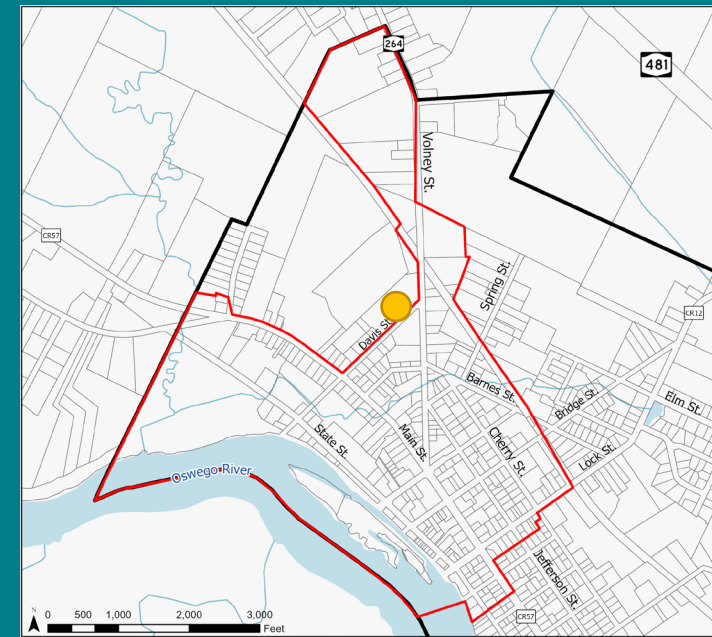 264
481
Volney St.
CR57
Spring St.
CR12
Davis St.
Barnes St.
Bridge St.
Elm St.
State St.
Main St.
Cherry St.
Lock St.
Oswego River
Jefferson St.
CR57
N
0 500 1,000 2,000 3,000
Feet